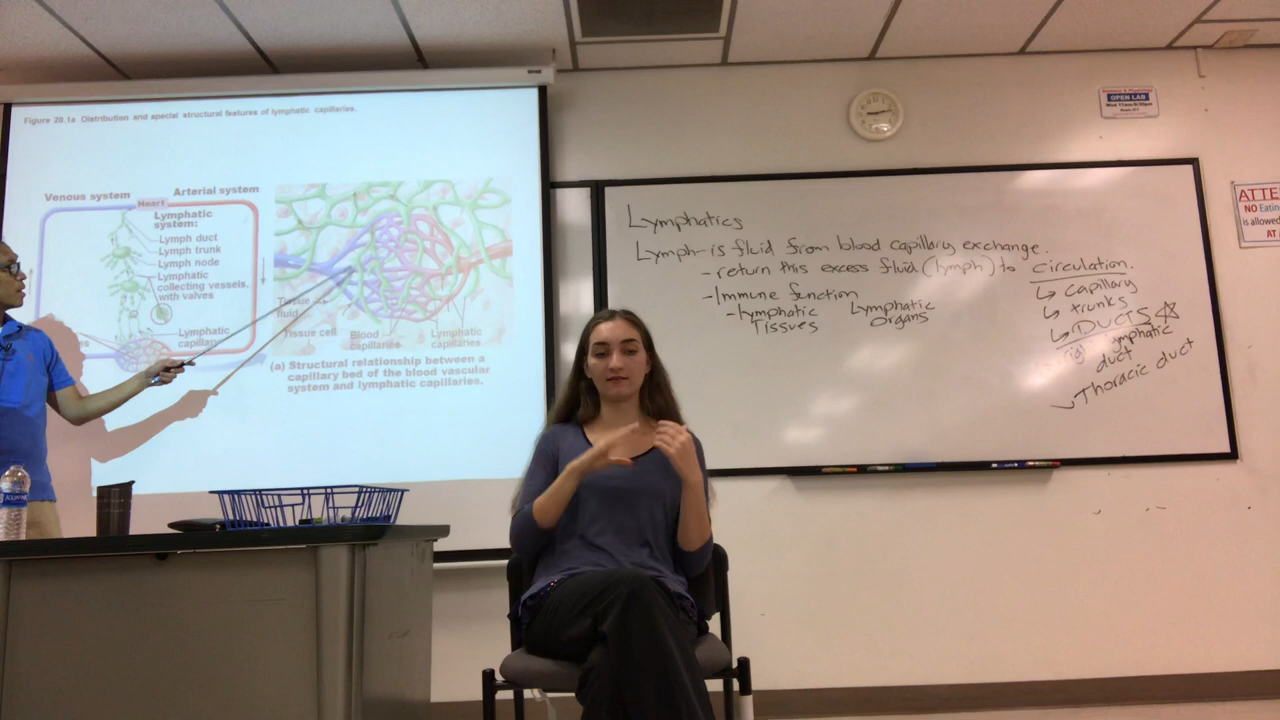 Figure 20.1a Distribution and special structural features of lymphatic capillaries.
Venous system
Arterial system
Heart
Lymphatic
system:
Lymph duct
Lymph trunk
Lymph node
Lymphatic
collecting vessels,
with valves
Lymphatic
capillary
Tissue
fluid
Tissue cell
Blood
capillaries
Lymphatic
capillaries
(a) Structural relationship between a
capillary bed of the blood vascular
system and lymphatic capillaries.
Lymphatics
Lymph- is fluid from blood capillary exchange.
- return this excess fluid (lymph) to circulation.
- Immune function
- lymphatic
Tissues
Lymphatic
Organs
↳ capillary
↳ trunks
↳ DUCTS ☆
lymphatic
duct
Thoracic duct
OPEN LAB
ATTE
NO Eatin
is allowed
AT